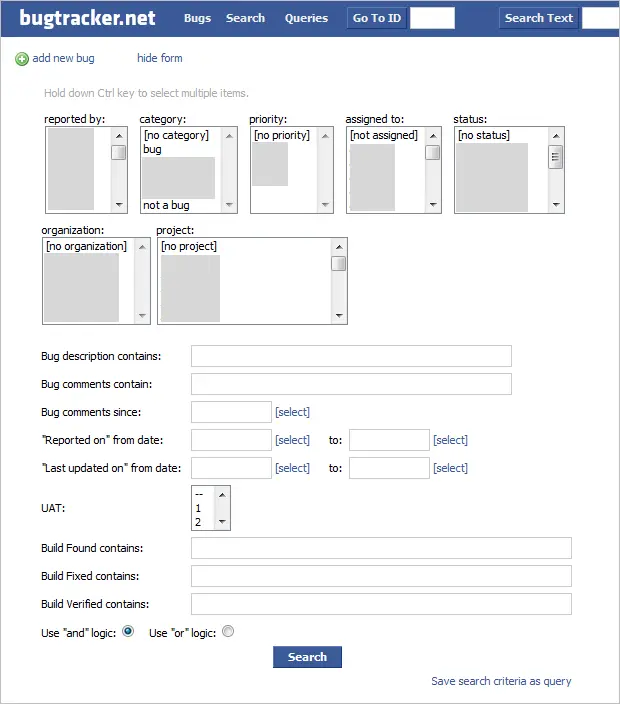 bugtracker.net Bugs Search Queries Go To ID Search Text
add new bug hide form
Hold down Ctrl key to select multiple items.
reported by: category: priority: assigned to: status:
[no category] [no priority] [not assigned] [no status]
bug
not a bug
organization: project:
[no organization] [no project]
Bug description contains:
Bug comments contain:
Bug comments since: [select]
"Reported on" from date: [select] to: [select]
"Last updated on" from date: [select] to: [select]
--
UAT: 1
2
Build Found contains:
Build Fixed contains:
Build Verified contains:
Use "and" logic: Use "or" logic:
Search
Save search criteria as query